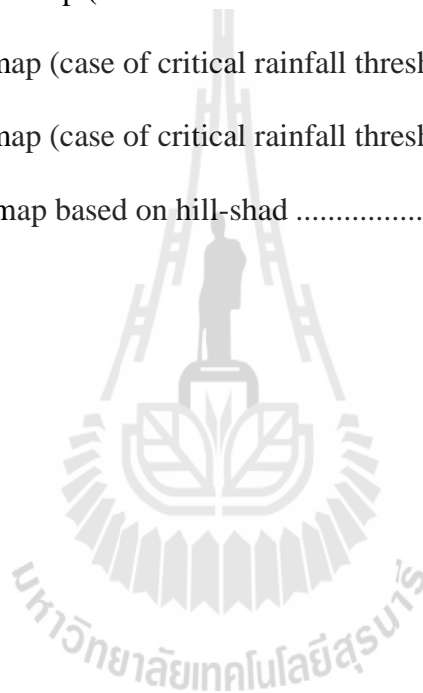 map (case of critical rainfall thresh
map (case of critical rainfall thresh
map based on hill-shad ................
มหาวิทยาลัยเทคโนโลยีสุรนารี